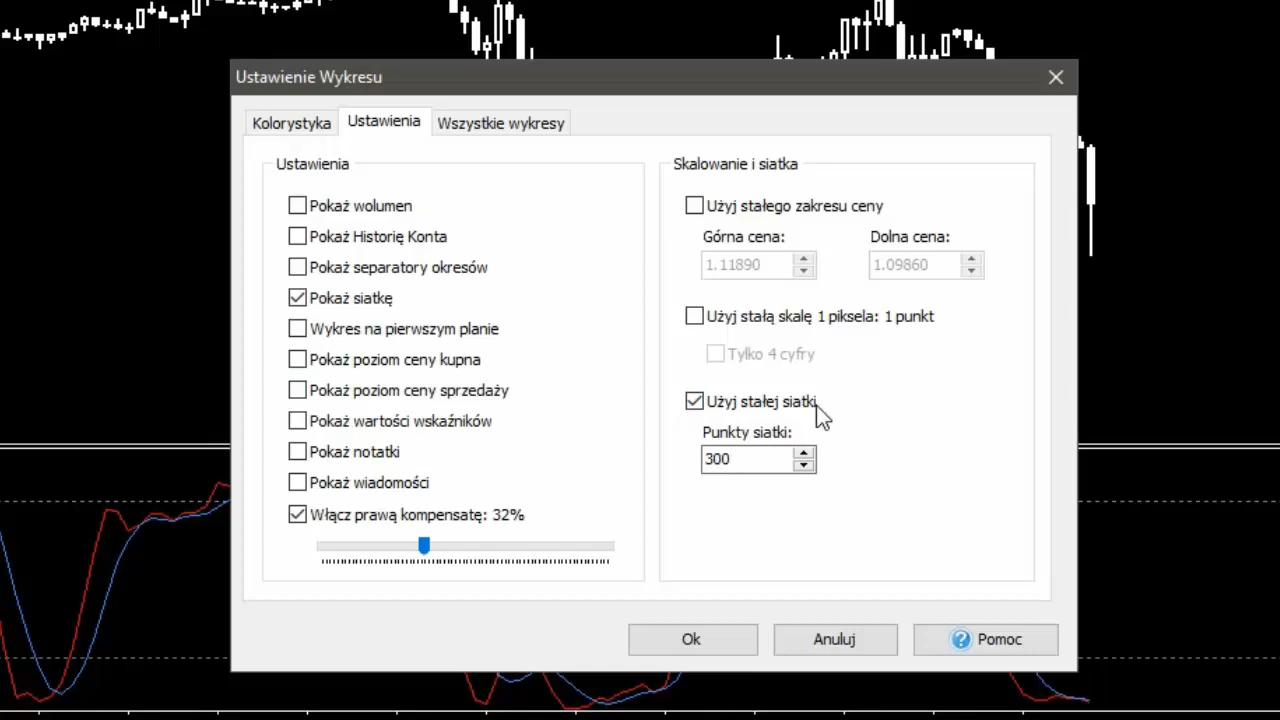 Ustawienie Wykresu
Kolorystyka
Ustawienia
Wszystkie wykresy
Ustawienia
Pokaż wolumen
Pokaż Historię Konta
Pokaż separatory okresów
Pokaż siatkę
Wykres na pierwszym planie
Pokaż poziom ceny kupna
Pokaż poziom ceny sprzedaży
Pokaż wartości wskaźników
Pokaż notatki
Pokaż wiadomości
Włącz prawą kompensatę: 32%
Skalowanie i siatka
Użyj stałego zakresu ceny
Górna cena: Dolna cena:
1.11890 1.09860
Użyj stałą skalę 1 piksela: 1 punkt
Tylko 4 cyfry
Użyj stałej siatki
Punkty siatki:
300
Ok
Anuluj
Pomoc